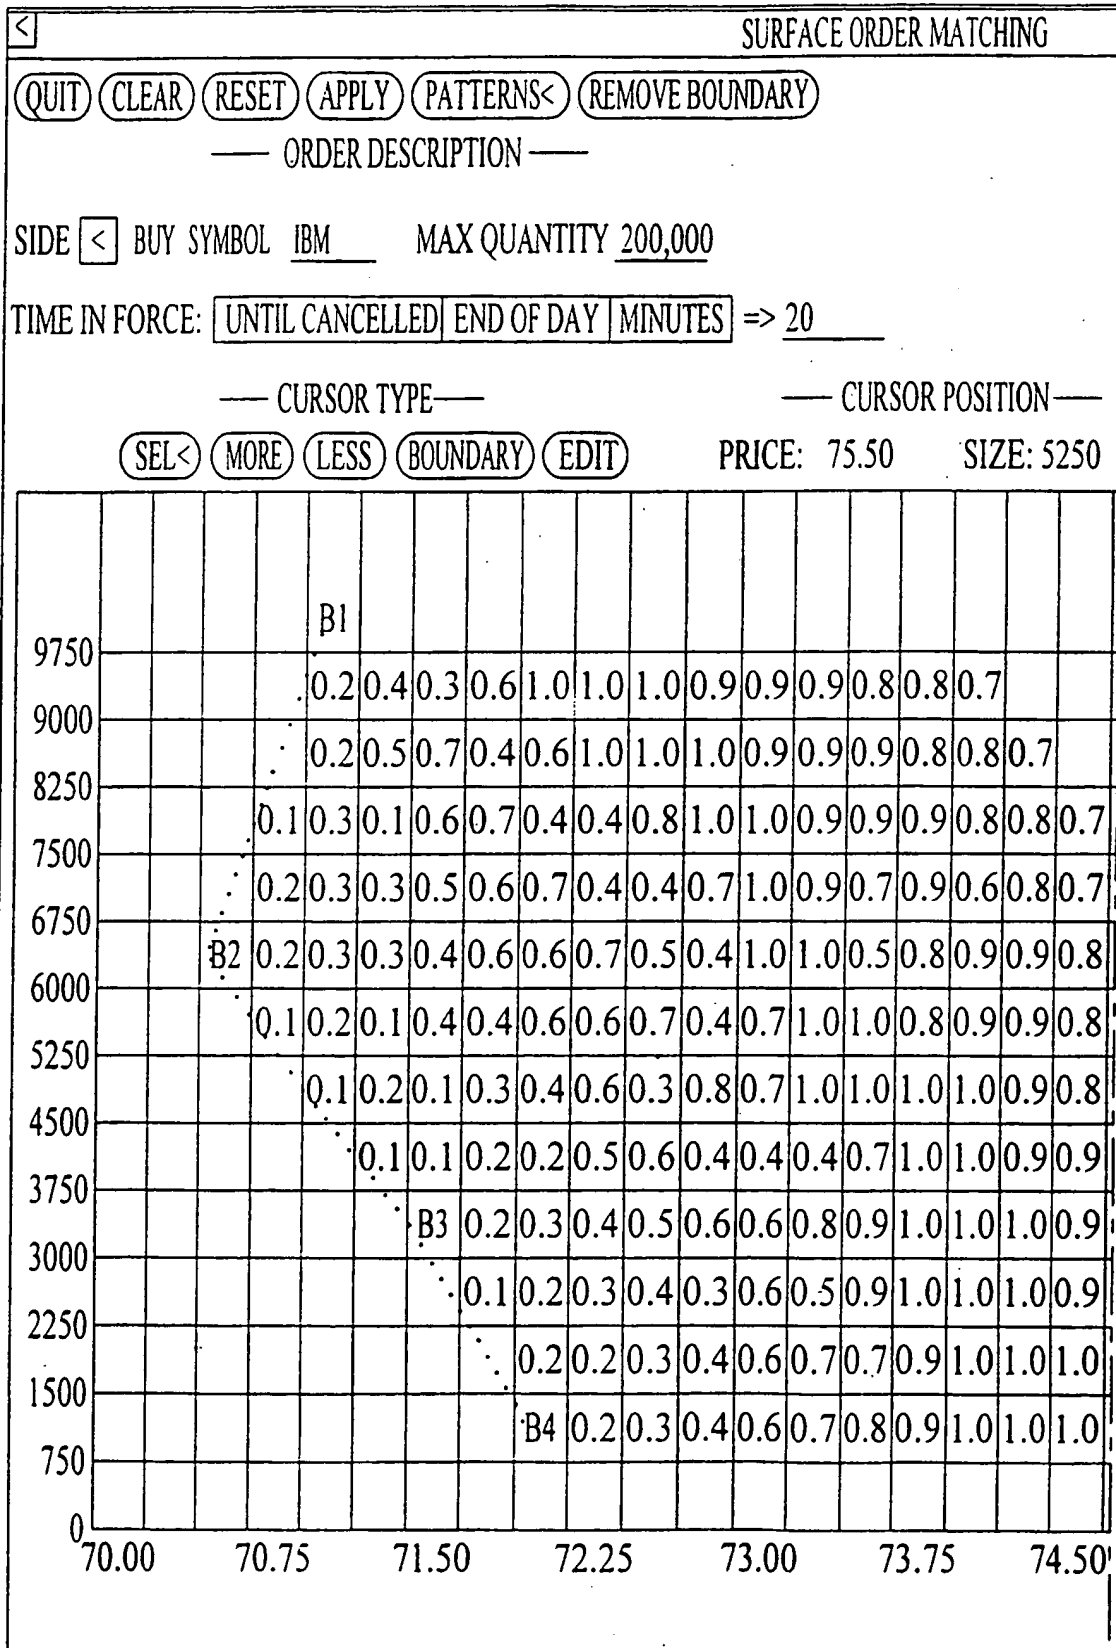 <
SURFACE ORDER MATCHING
QUIT CLEAR RESET APPLY PATTERNS< REMOVE BOUNDARY
ORDER DESCRIPTION
SIDE < BUY SYMBOL IBM MAX QUANTITY 200,000
TIME IN FORCE: UNTIL CANCELLED END OF DAY MINUTES => 20
CURSOR TYPE CURSOR POSITION
SEL< MORE LESS BOUNDARY EDIT PRICE: 75.50 SIZE: 5250
B1
9750
0.2 0.4 0.3 0.6 1.0 1.0 1.0 0.9 0.9 0.9 0.8 0.8 0.7
9000
0.2 0.5 0.7 0.4 0.6 1.0 1.0 1.0 0.9 0.9 0.9 0.8 0.8 0.7
8250
0.1 0.3 0.1 0.6 0.7 0.4 0.4 0.8 1.0 1.0 0.9 0.9 0.9 0.8 0.8 0.7
7500
0.2 0.3 0.3 0.5 0.6 0.7 0.4 0.4 0.7 1.0 0.9 0.7 0.9 0.6 0.8 0.7
6750
B2 0.2 0.3 0.3 0.4 0.6 0.6 0.7 0.5 0.4 1.0 1.0 0.5 0.8 0.9 0.9 0.8
6000
0.1 0.2 0.1 0.4 0.4 0.6 0.6 0.7 0.4 0.7 1.0 1.0 0.8 0.9 0.9 0.8
5250
0.1 0.2 0.1 0.3 0.4 0.6 0.3 0.8 0.7 1.0 1.0 1.0 1.0 0.9 0.8
4500
0.1 0.1 0.2 0.2 0.5 0.6 0.4 0.4 0.4 0.7 1.0 1.0 0.9 0.9
3750
B3 0.2 0.3 0.4 0.5 0.6 0.6 0.8 0.9 1.0 1.0 1.0 0.9
3000
0.1 0.2 0.3 0.4 0.3 0.6 0.5 0.9 1.0 1.0 1.0 0.9
2250
0.2 0.2 0.3 0.4 0.6 0.7 0.7 0.9 1.0 1.0 1.0
1500
B4 0.2 0.3 0.4 0.6 0.7 0.8 0.9 1.0 1.0 1.0
750
0
70.00 70.75 71.50 72.25 73.00 73.75 74.50